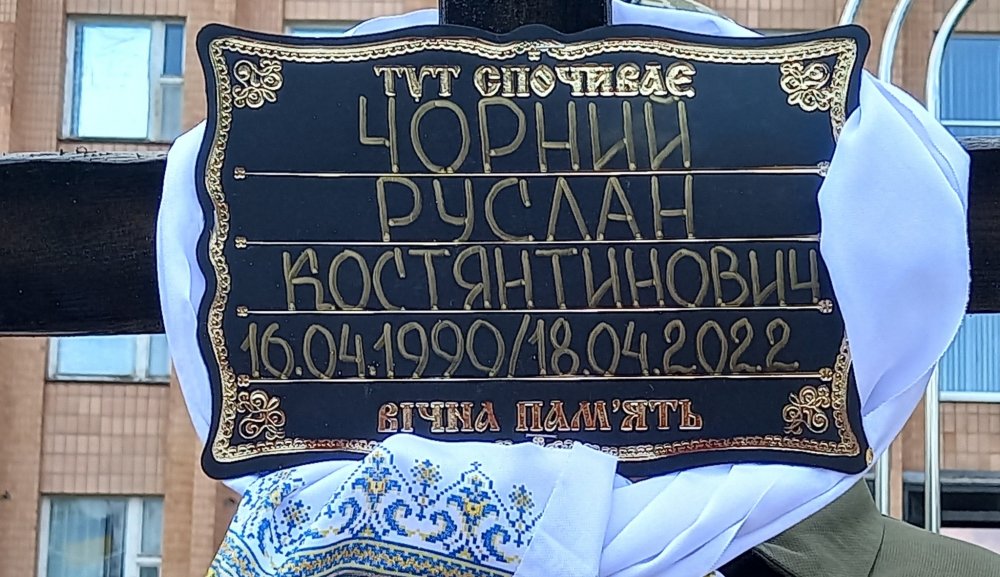 ТУТ СПОЧИВАЄ
ЧОРНИЙ
РУСЛАН
КОСТЯНТИНОВИЧ
16.04.1990/18.04.2022
ВІЧНА ПАМ'ЯТЬ